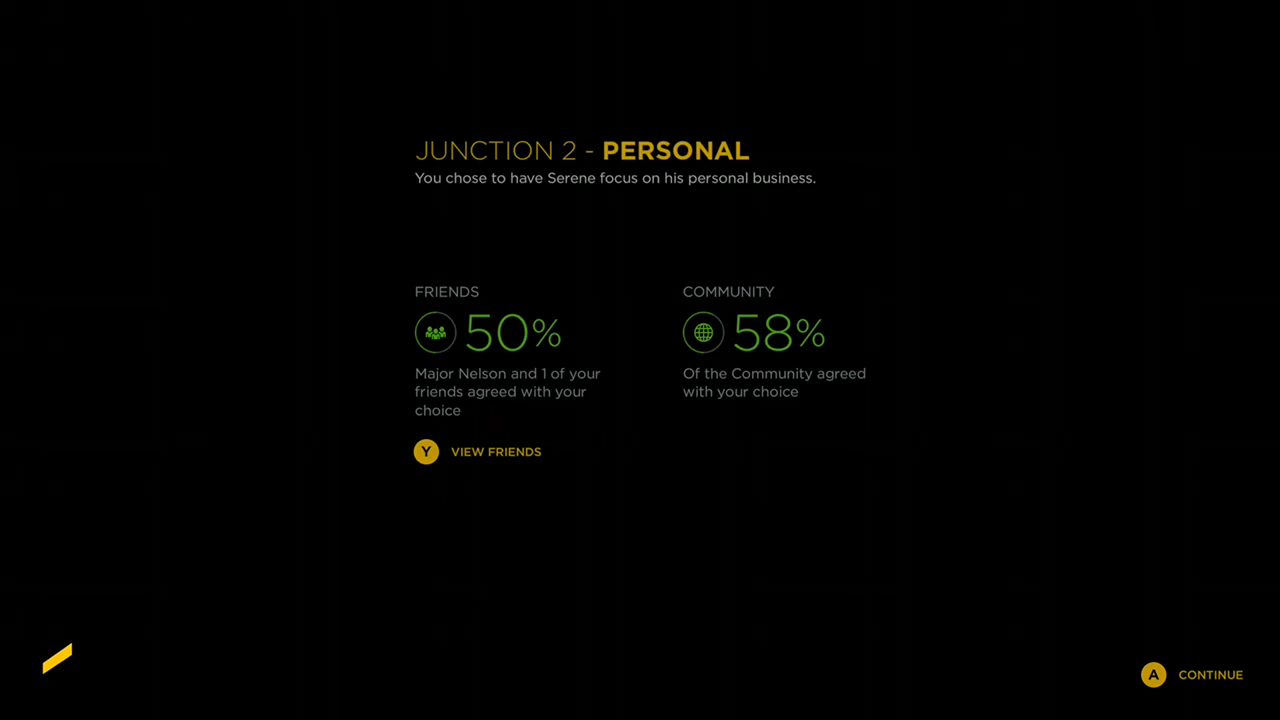 JUNCTION 2 - PERSONAL
You chose to have Serene focus on his personal business.
FRIENDS
50%
Major Nelson and 1 of your
friends agreed with your
choice
Y VIEW FRIENDS
COMMUNITY
58%
Of the Community agreed
with your choice
A CONTINUE